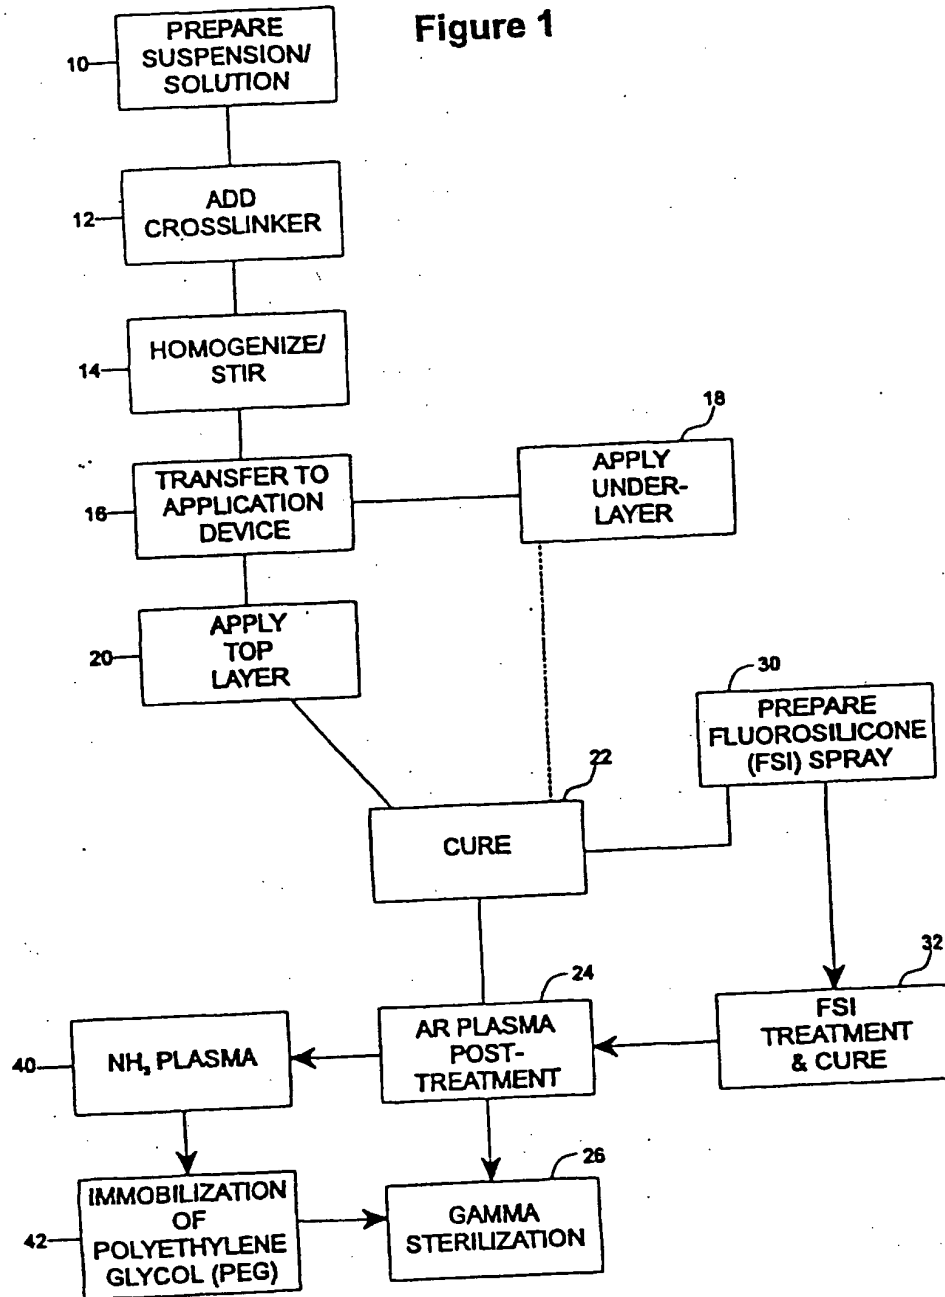 Figure 1
10
PREPARE
SUSPENSION/
SOLUTION
12
ADD
CROSSLINKER
14
HOMOGENIZE/
STIR
16
TRANSFER TO
APPLICATION
DEVICE
18
APPLY
UNDER-
LAYER
20
APPLY
TOP
LAYER
30
PREPARE
FLUOROSILICONE
(FSI) SPRAY
22
CURE
32
FSI
TREATMENT
& CURE
24
AR PLASMA
POST-
TREATMENT
40
NH₃ PLASMA
26
GAMMA
STERILIZATION
42
IMMOBILIZATION
OF
POLYETHYLENE
GLYCOL (PEG)